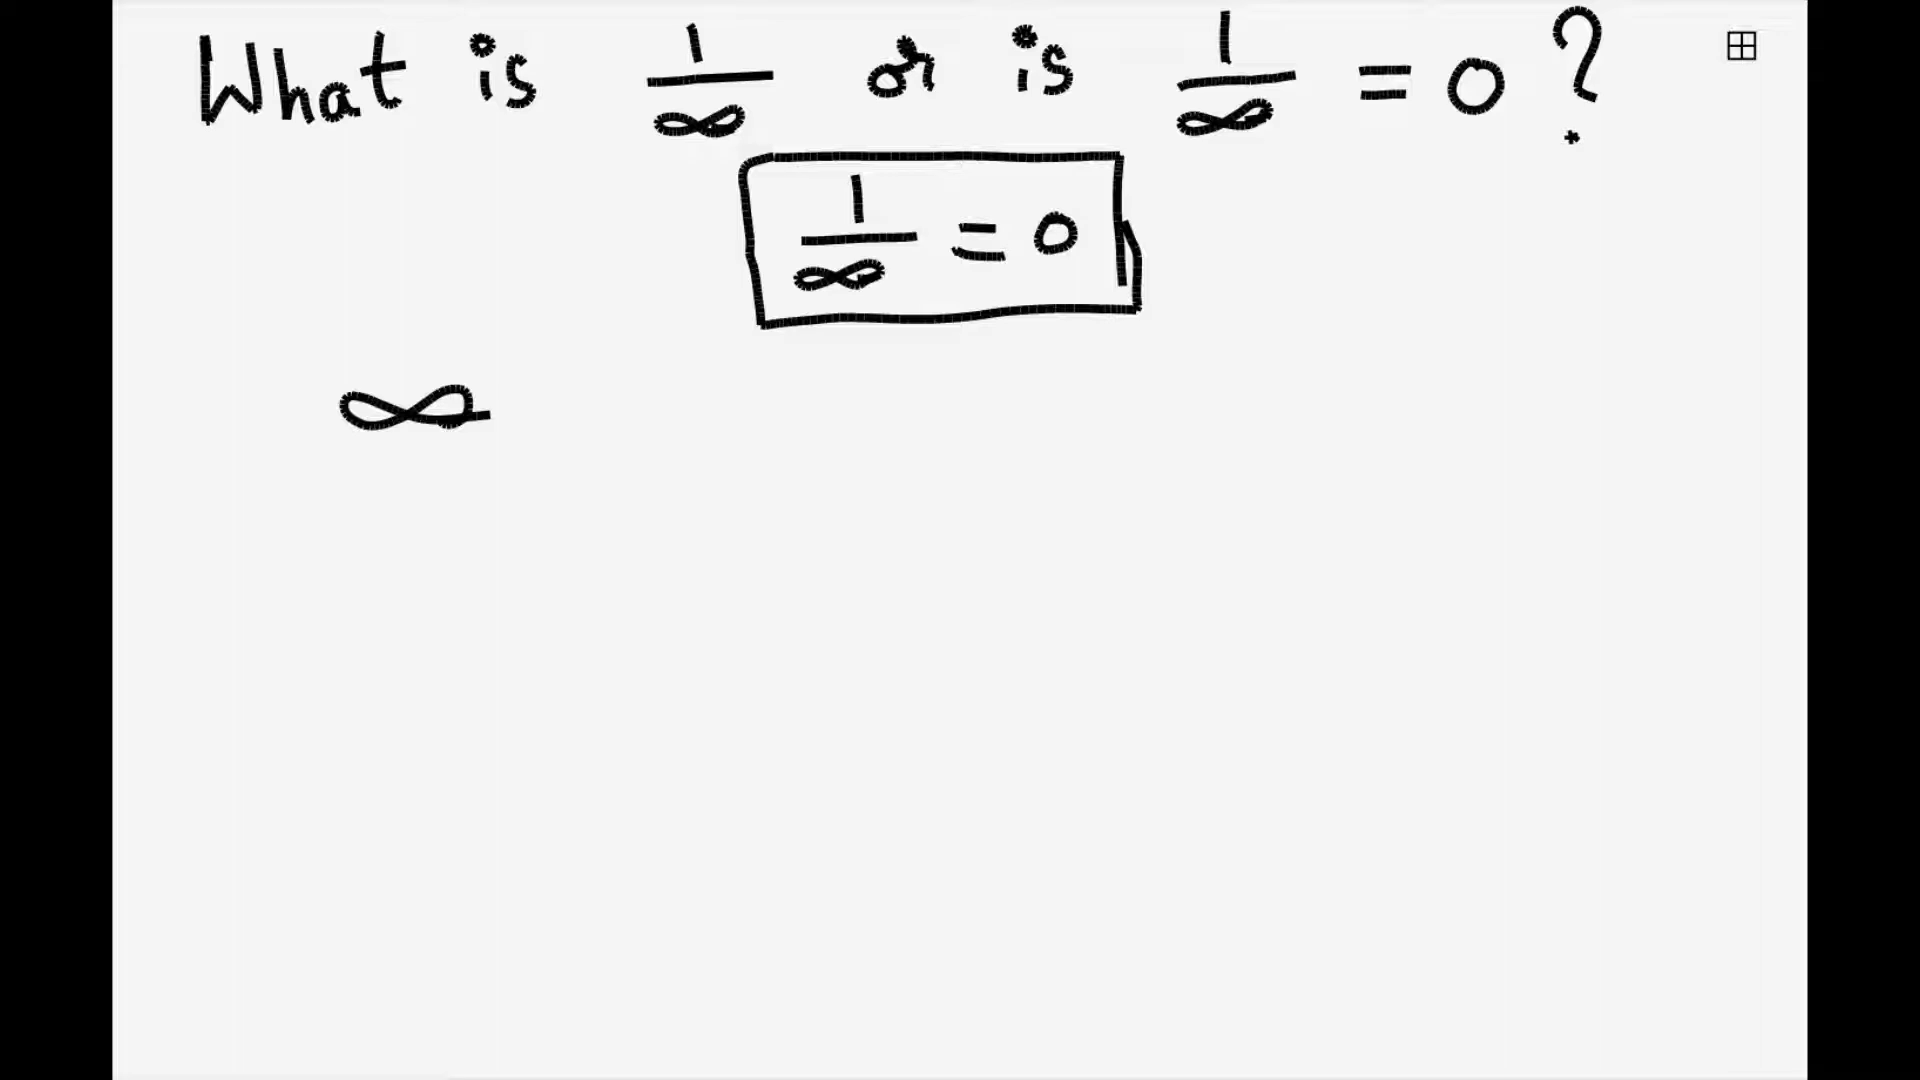 What is 1/∞ or is 1/∞ = 0 ?
1/∞ = 0
∞